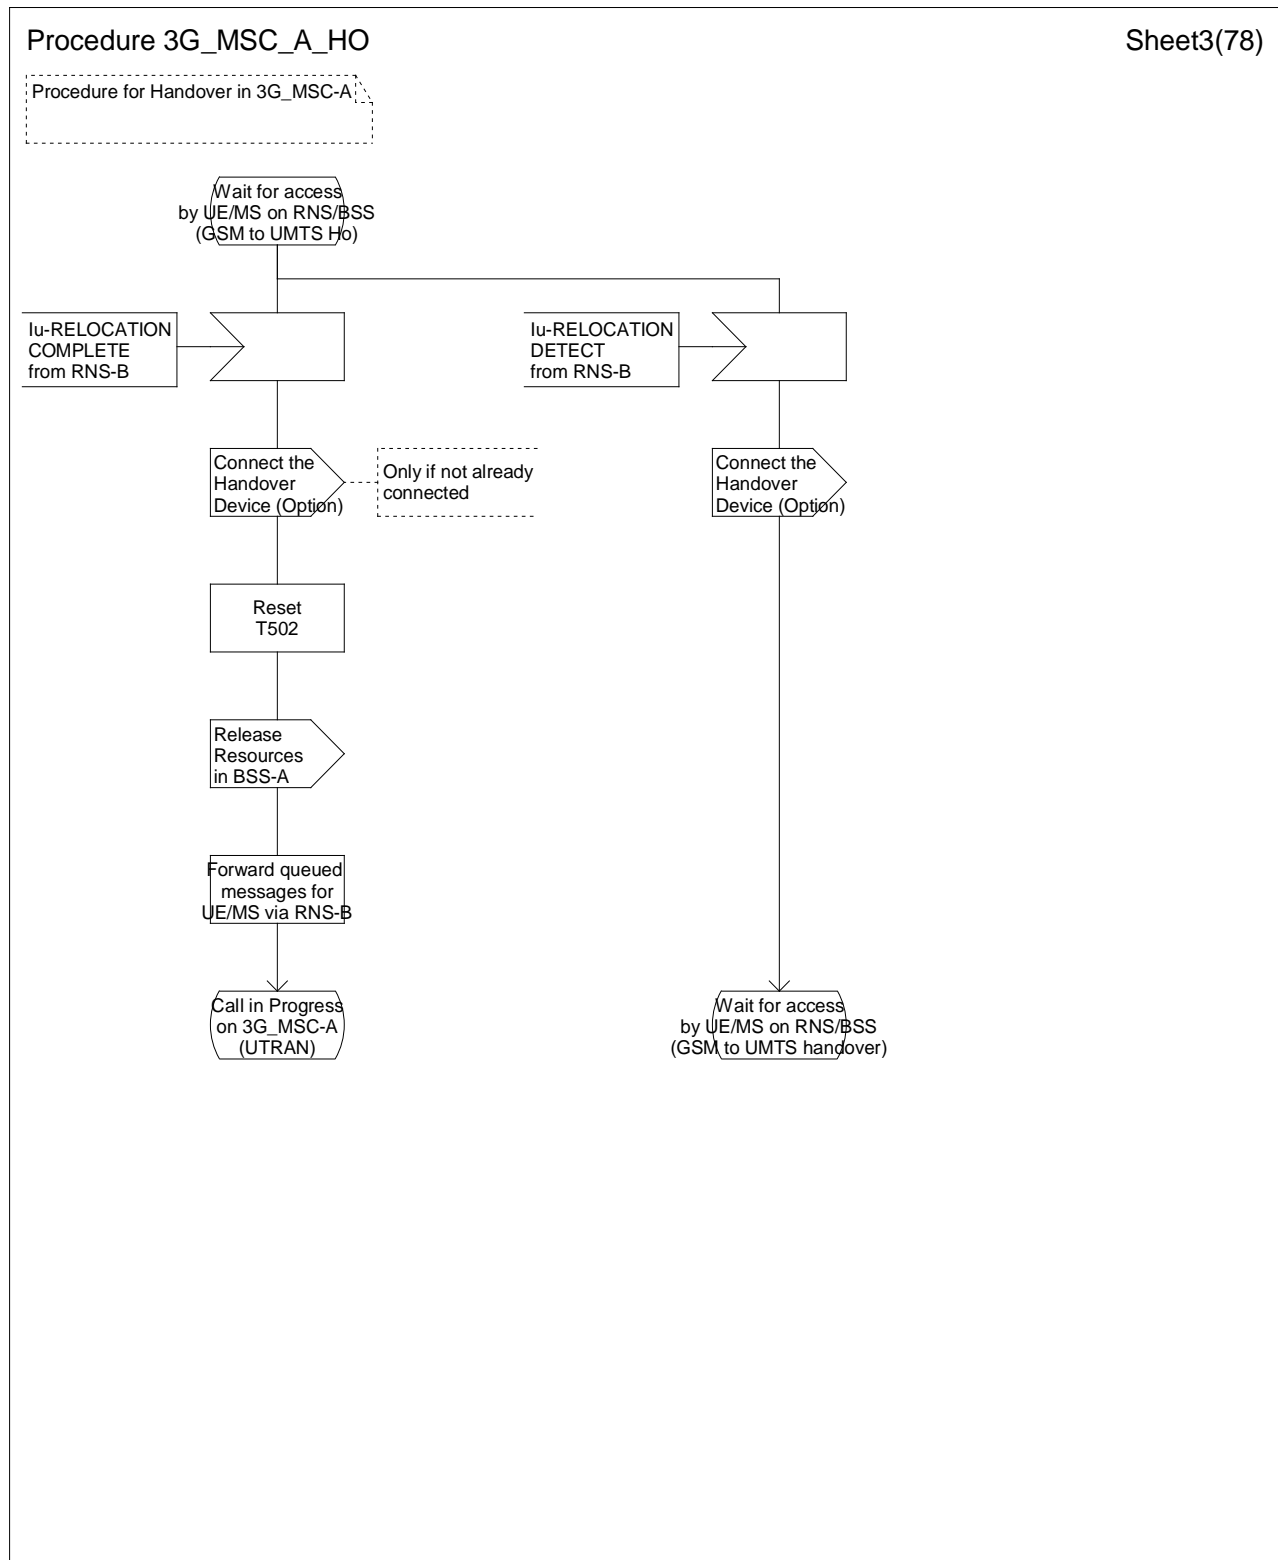 Procedure 3G_MSC_A_HO
Sheet3(78)
Procedure for Handover in 3G_MSC-A
Wait for access
by UE/MS on RNS/BSS
(GSM to UMTS Ho)
Iu-RELOCATION
COMPLETE
from RNS-B
Iu-RELOCATION
DETECT
from RNS-B
Connect the
Handover
Device (Option)
Only if not already
connected
Connect the
Handover
Device (Option)
Reset
T502
Release
Resources
in BSS-A
Forward queued
messages for
UE/MS via RNS-B
Call in Progress
on 3G_MSC-A
(UTRAN)
Wait for access
by UE/MS on RNS/BSS
(GSM to UMTS handover)